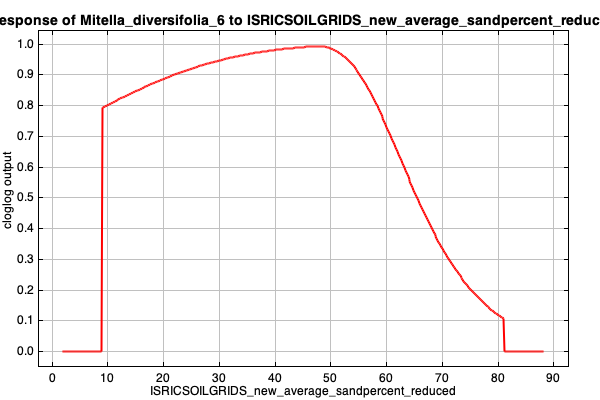 esponse of Mitella_diversifolia_6 to ISRICSOILGRIDS_new_average_sandpercent_reduc
1.0
0.9
0.8
0.7
0.6
0.5
0.4
0.3
0.2
0.1
0.0
cloglog output
0 10 20 30 40 50 60 70 80 90
ISRICSOILGRIDS_new_average_sandpercent_reduced